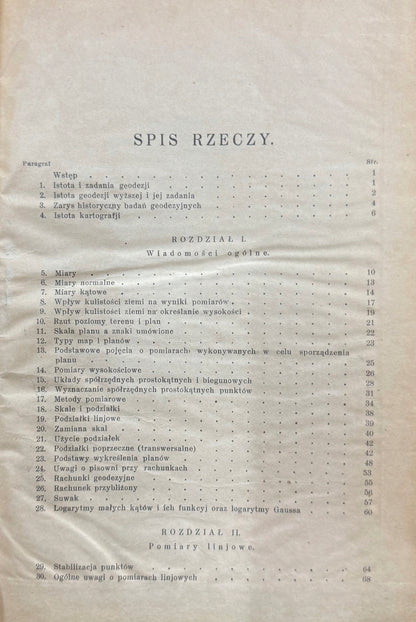 SPIS RZECZY.
Paragraf Str.
Wstęp 1
1. Istota i zadania geodezji 1
2. Istota geodezji wyższej i jej zadania 2
3. Zarys historyczny badań geodezyjnych 4
4. Istota kartografji 6
ROZDZIAŁ I.
Wiadomości ogólne.
5. Miary 10
6. Miary normalne 13
7. Miary kątowe 14
8. Wpływ kulistości ziemi na wyniki pomiarów 17
9. Wpływ kulistości ziemi na określanie wysokości 19
10. Rzut poziomy terenu i plan 21
11. Skala planu a znaki umówione 22
12. Typy map i planów 23
13. Podstawowe pojęcia o pomiarach wykonywanych w celu sporządzenia
planu 25
14. Pomiary wysokościowe 26
15. Układy spółrzędnych prostokątnych i biegunowych 28
16. Wyznaczanie spółrzędnych prostokątnych punktów 31
17. Metody pomiarowe 34
18. Skale i podziałki 38
19. Podziałki linjowe 39
20. Zamiana skal 40
21. Użycie podziałek 42
22. Podziałki poprzeczne (transwersalne) 42
23. Podstawy wykreślenia planów 48
24. Uwagi o pisowni przy rachunkach 53
25. Rachunki geodezyjne 55
26. Rachunek przybliżony 56
27. Suwak 57
28. Logarytmy małych kątów i ich funkcyj oraz logarytmy Gaussa 60
ROZDZIAŁ II.
Pomiary linjowe.
29. Stabilizacja punktów 64
30. Ogólne uwagi o pomiarach linjowych 68